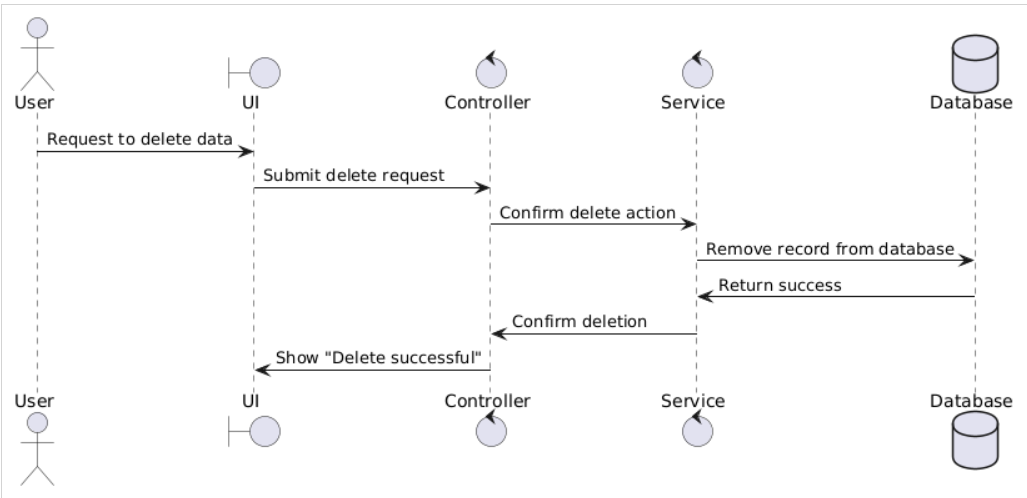 User
UI
Controller
Service
Database
Request to delete data
Submit delete request
Confirm delete action
Remove record from database
Return success
Confirm deletion
Show "Delete successful"
User
UI
Controller
Service
Database